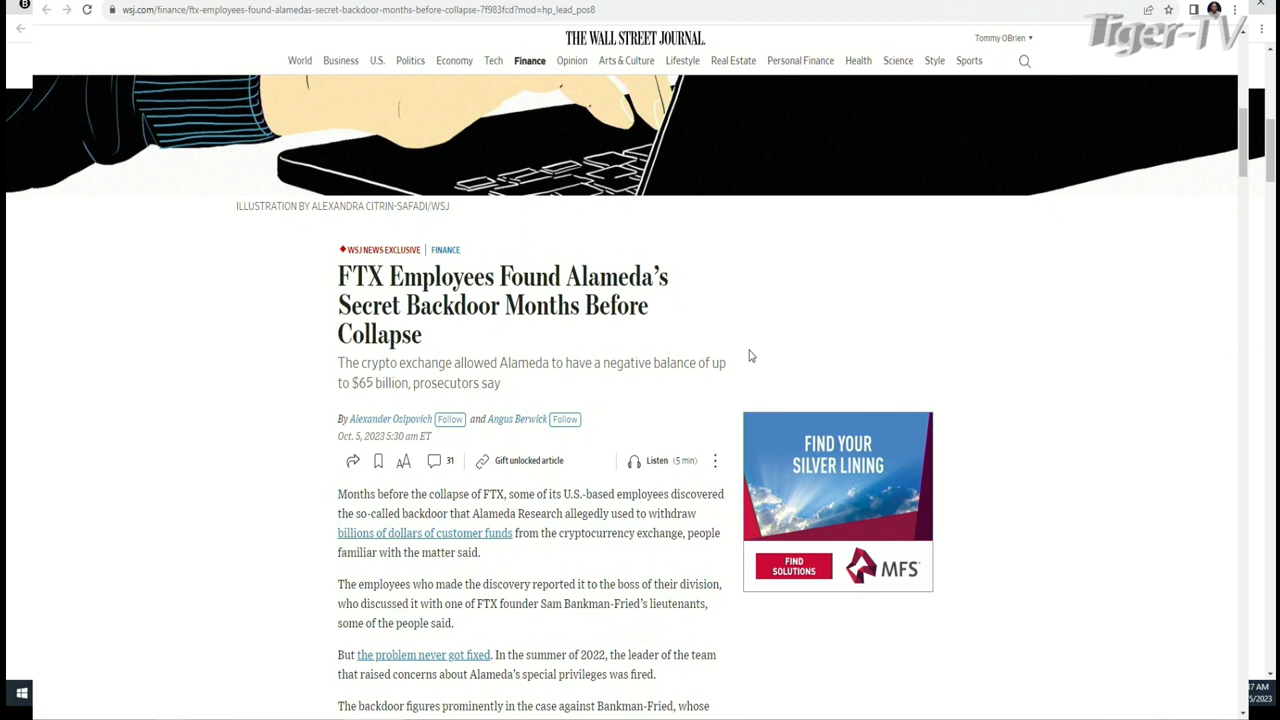 wsj.com/finance/ftx-employees-found-alamedas-secret-backdoor-months-before-collapse-7f983fcd?mod=hp_lead_pos8
Tiger-TV
THE WALL STREET JOURNAL.
Tommy OBrien
World Business U.S. Politics Economy Tech Finance Opinion Arts & Culture Lifestyle Real Estate Personal Finance Health Science Style Sports
ILLUSTRATION BY ALEXANDRA CITRIN-SAFADI/WSJ
WSJ NEWS EXCLUSIVE | FINANCE
FTX Employees Found Alameda's
Secret Backdoor Months Before
Collapse
The crypto exchange allowed Alameda to have a negative balance of up
to $65 billion, prosecutors say
By Alexander Osipovich Follow and Angus Berwick Follow
Oct. 5, 2023 5:30 am ET
AA 31 Gift unlocked article Listen (5 min)
FIND YOUR
SILVER LINING
FIND
SOLUTIONS
MFS
Months before the collapse of FTX, some of its U.S.-based employees discovered
the so-called backdoor that Alameda Research allegedly used to withdraw
billions of dollars of customer funds from the cryptocurrency exchange, people
familiar with the matter said.
The employees who made the discovery reported it to the boss of their division,
who discussed it with one of FTX founder Sam Bankman-Fried's lieutenants,
some of the people said.
But the problem never got fixed. In the summer of 2022, the leader of the team
that raised concerns about Alameda's special privileges was fired.
The backdoor figures prominently in the case against Bankman-Fried, whose